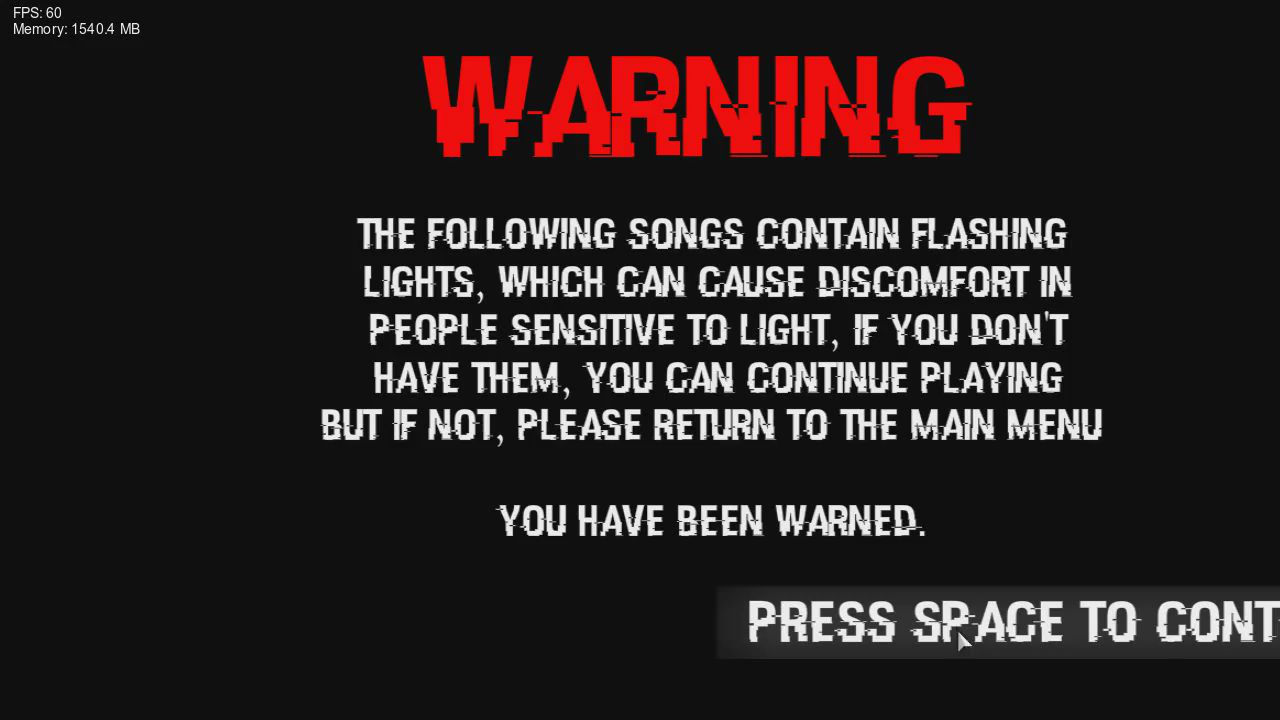 FPS: 60
Memory: 1540.4 MB
WARNING
THE FOLLOWING SONGS CONTAIN FLASHING
LIGHTS, WHICH CAN CAUSE DISCOMFORT IN
PEOPLE SENSITIVE TO LIGHT, IF YOU DON'T
HAVE THEM, YOU CAN CONTINUE PLAYING
BUT IF NOT, PLEASE RETURN TO THE MAIN MENU
YOU HAVE BEEN WARNED.
PRESS SPACE TO CONT